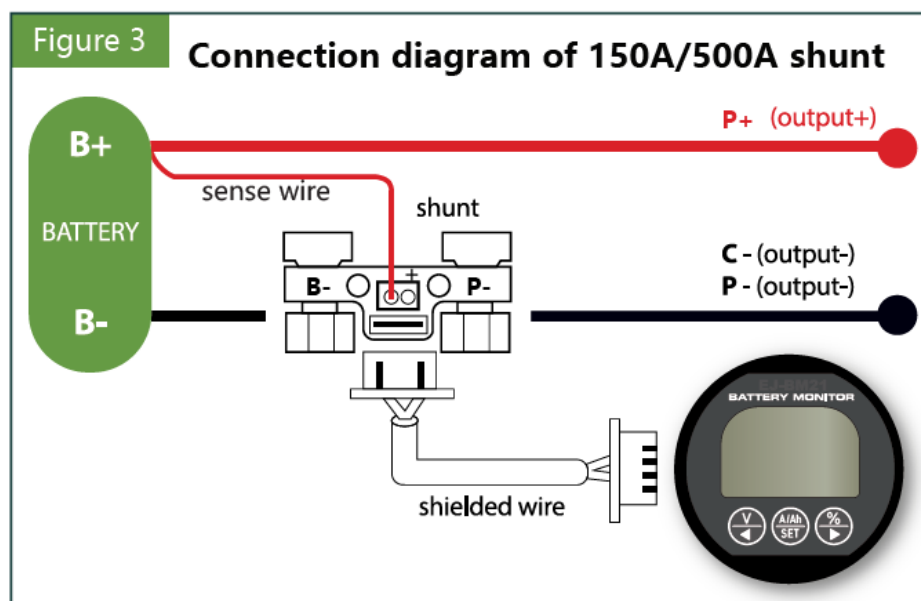 Figure 3
Connection diagram of 150A/500A shunt
P+ (output+)
B+
sense wire
shunt
BATTERY
C - (output-)
B- + P-
P - (output-)
B-
EJ-BM21
BATTERY MONITOR
V A/Ah SET %
shielded wire